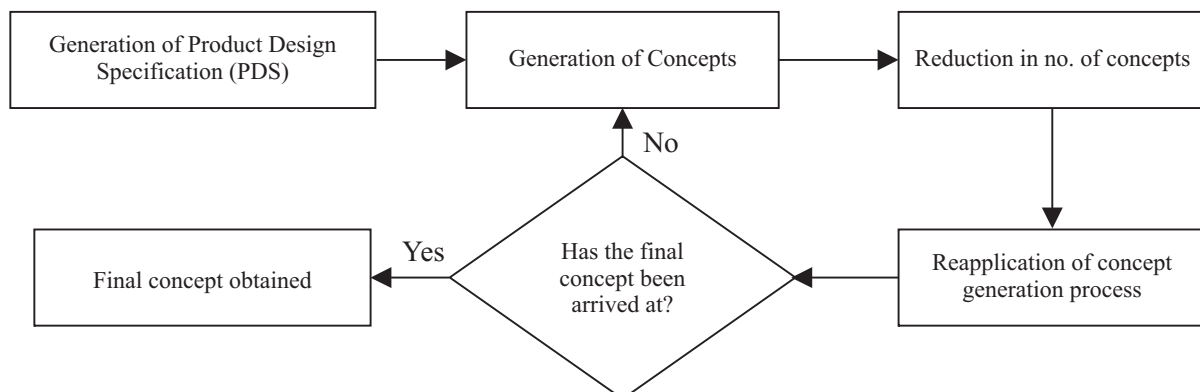 Generation of Product Design
Specification (PDS)
Generation of Concepts
Reduction in no. of concepts
No
Yes
Final concept obtained
Has the final
concept been
arrived at?
Reapplication of concept
generation process